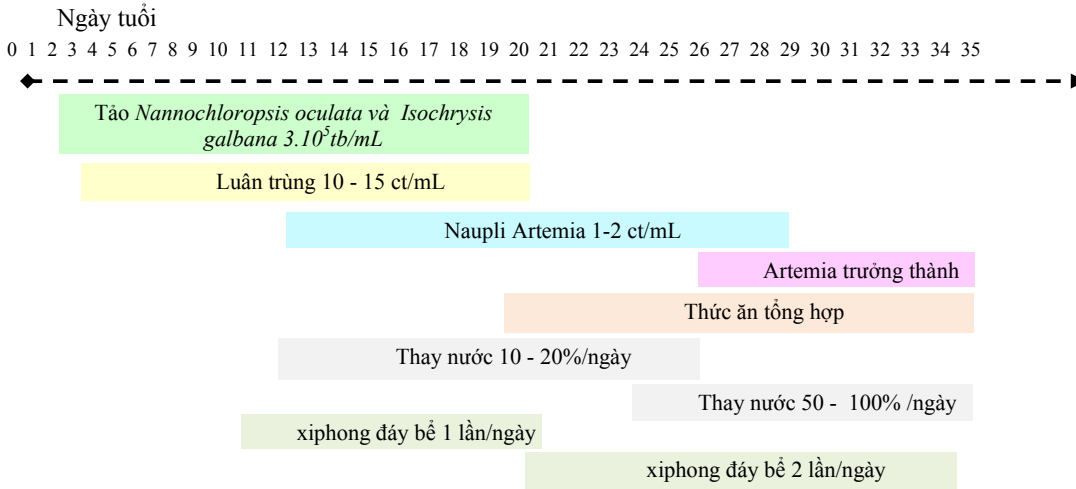 Ngày tuổi
0 1 2 3 4 5 6 7 8 9 10 11 12 13 14 15 16 17 18 19 20 21 22 23 24 25 26 27 28 29 30 31 32 33 34 35
Tảo Nannochloropsis oculata và Isochrysis
galbana 3.10⁵tb/mL
Luân trùng 10 - 15 ct/mL
Naupli Artemia 1-2 ct/mL
Artemia trưởng thành
Thức ăn tổng hợp
Thay nước 10 - 20%/ngày
Thay nước 50 - 100% /ngày
xiphong đáy bể 1 lần/ngày
xiphong đáy bể 2 lần/ngày